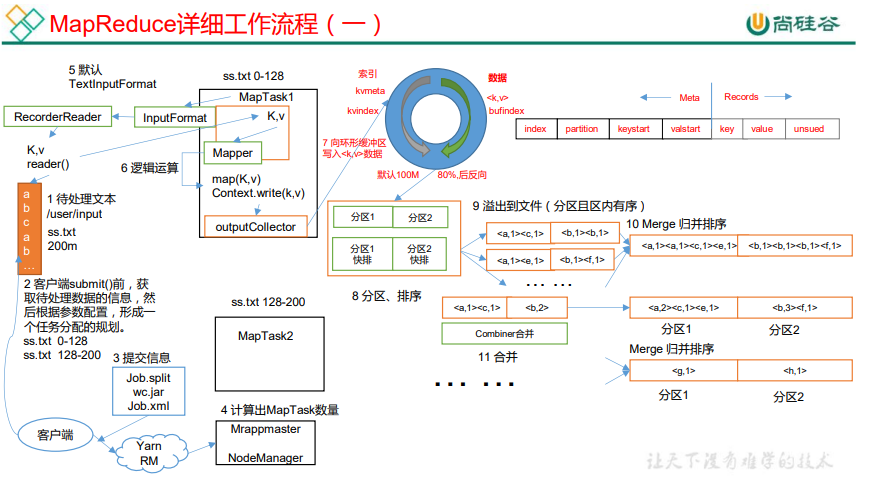 MapReduce详细工作流程（一）
尚硅谷
5 默认
TextInputFormat
ss.txt 0-128
MapTask1
RecorderReader
InputFormat
K,v
K,v
reader()
Mapper
6 逻辑运算
map(K,v)
Context.write(k,v)
outputCollector
1 待处理文本
/user/input
ss.txt
200m
a
b
c
a
b
…
2 客户端submit()前，获
取待处理数据的信息，然
后根据参数配置，形成一
个任务分配的规划。
ss.txt 0-128
ss.txt 128-200
3 提交信息
Job.split
wc.jar
Job.xml
客户端
Yarn
RM
4 计算出MapTask数量
Mrappmaster
NodeManager
ss.txt 128-200
MapTask2
索引
kvmeta
kvindex
数据
<k,v>
bufindex
7 向环形缓冲区
写入<k,v>数据
默认100M
80%,后反向
Meta
Records
index partition keystart valstart key value unsued
分区1 分区2
分区1 分区2
快排 快排
8 分区、排序
9 溢出到文件（分区且区内有序）
<a,1><c,1> <b,1><b,1>
<a,1><e,1> <b,1><f,1>
… …
10 Merge 归并排序
<a,1><a,1><c,1><e,1> <b,1><b,1><b,1><f,1>
<a,1><c,1> <b,2>
Combiner合并
11 合并
… …
<a,2><c,1><e,1> <b,3><f,1>
分区1 分区2
Merge 归并排序
<g,1> <h,1>
分区1 分区2
让天下没有难学的技术